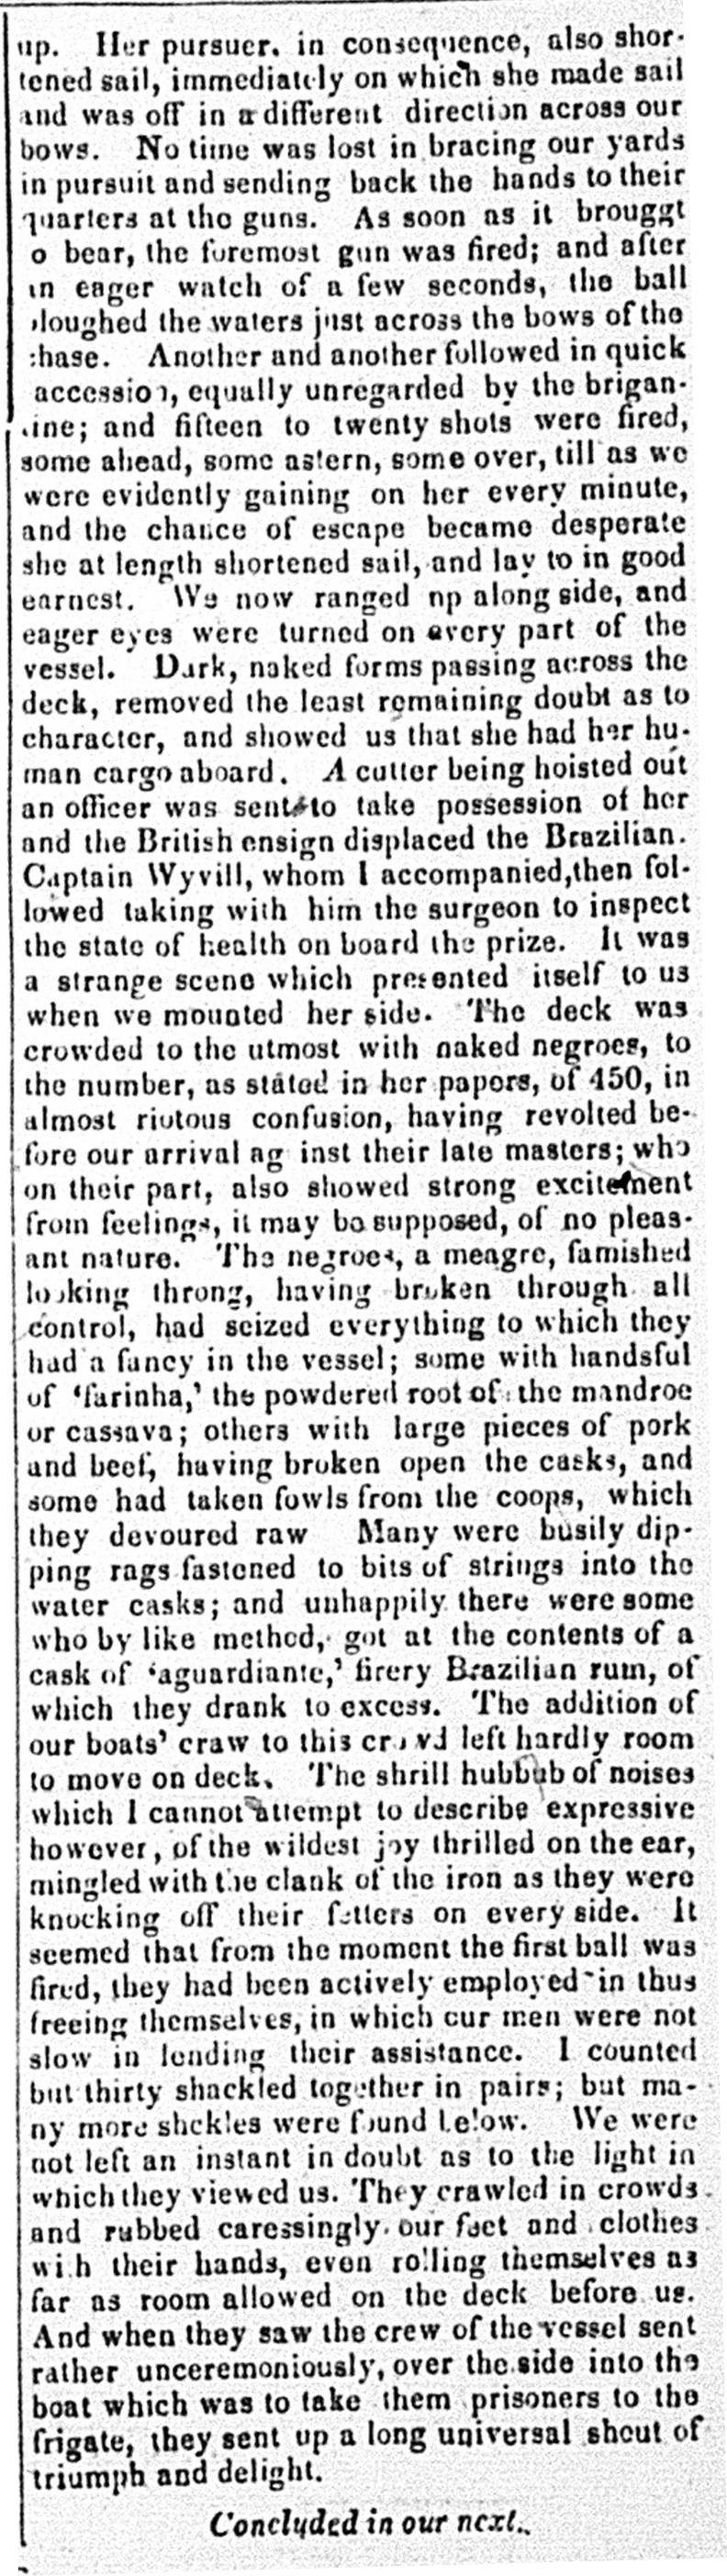 up. Her pursuer, in consequence, also shor-
tened sail, immediately on which she made sail
and was off in a different direction across our
bows. No time was lost in bracing our yards
in pursuit and sending back the hands to their
quarters at the guns. As soon as it brouggt
o bear, the foremost gun was fired; and after
an eager watch of a few seconds, the ball
ploughed the waters just across the bows of the
chase. Another and another followed in quick
accession, equally unregarded by the brigan-
tine; and fifteen to twenty shots were fired,
some ahead, some astern, some over, till as we
were evidently gaining on her every minute,
and the chance of escape became desperate
she at length shortened sail, and lay to in good
earnest. We now ranged np along side, and
eager eyes were turned on every part of the
vessel. Dark, naked forms passing across the
deck, removed the least remaining doubt as to
character, and showed us that she had her hu-
man cargo aboard. A cutter being hoisted out
an officer was sent to take possession of her
and the British ensign displaced the Brazilian.
Captain Wyvill, whom I accompanied,then fol-
lowed taking with him the surgeon to inspect
the state of health on board the prize. It was
a strange scene which presented itself to us
when we mounted her side. The deck was
crowded to the utmost with naked negroes, to
the number, as stated in her papers, of 450, in
almost riotous confusion, having revolted be-
fore our arrival ag inst their late masters; who
on their part, also showed strong excitement
from feelings, it may be supposed, of no pleas-
ant nature. The negroes, a meagre, famished
looking throng, having broken through all
control, had seized everything to which they
had a fancy in the vessel; some with handsful
of 'farinha,' the powdered root of the mandroe
or cassava; others with large pieces of pork
and beef, having broken open the casks, and
some had taken fowls from the coops, which
they devoured raw Many were busily dip-
ping rags fastened to bits of strings into the
water casks; and unhappily there were some
who by like method, got at the contents of a
cask of 'aguardiante,' firery Brazilian rum, of
which they drank to excess. The addition of
our boats' craw to this crowd left hardly room
to move on deck. The shrill hubbub of noises
which I cannot attempt to describe expressive
however, of the wildest joy thrilled on the ear,
mingled with the clank of the iron as they were
knocking off their fetters on every side. It
seemed that from the moment the first ball was
fired, they had been actively employed in thus
freeing themselves, in which our men were not
slow in lending their assistance. I counted
but thirty shackled together in pairs; but ma-
ny more shckles were found below. We were
not left an instant in doubt as to the light in
which they viewed us. They crawled in crowds
and rubbed caressingly our feet and clothes
wi h their hands, even rolling themselves as
far as room allowed on the deck before us.
And when they saw the crew of the vessel sent
rather unceremoniously, over the side into the
boat which was to take them prisoners to the
frigate, they sent up a long universal shout of
triumph and delight.
Concluded in our next.